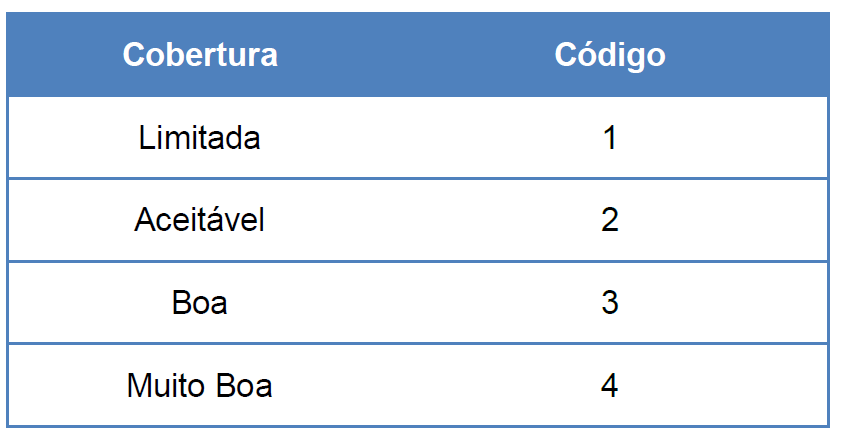 Cobertura Código
Limitada 1
Aceitável 2
Boa 3
Muito Boa 4